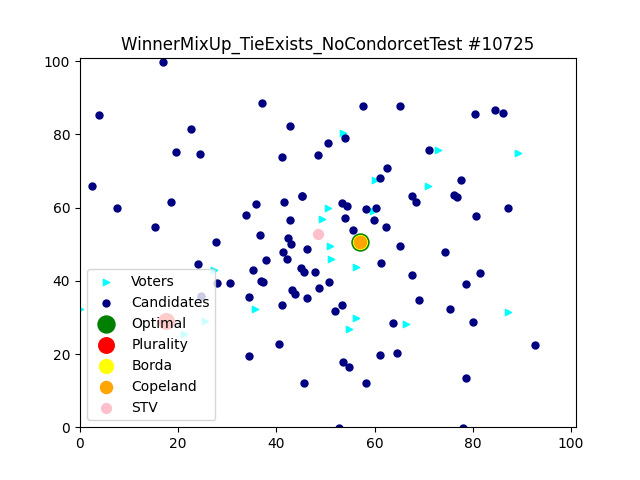 WinnerMixUp_TieExists_NoCondorcetTest #10725
100
80
60
40
20
0
Voters
Candidates
Optimal
Plurality
Borda
Copeland
STV
0 20 40 60 80 100